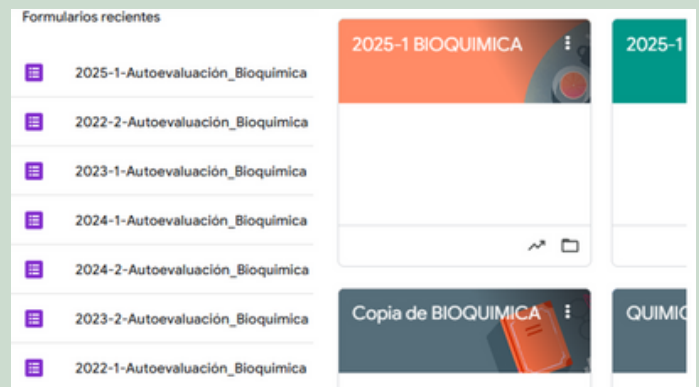 Formularios recientes
2025-1-Autoevaluación_Bioquimica
2022-2-Autoevaluación_Bioquimica
2023-1-Autoevaluación_Bioquimica
2024-1-Autoevaluación_Bioquimica
2024-2-Autoevaluación_Bioquimica
2023-2-Autoevaluación_Bioquimica
2022-1-Autoevaluación_Bioquimica
2025-1 BIOQUIMICA
2025-1
Copia de BIOQUIMICA